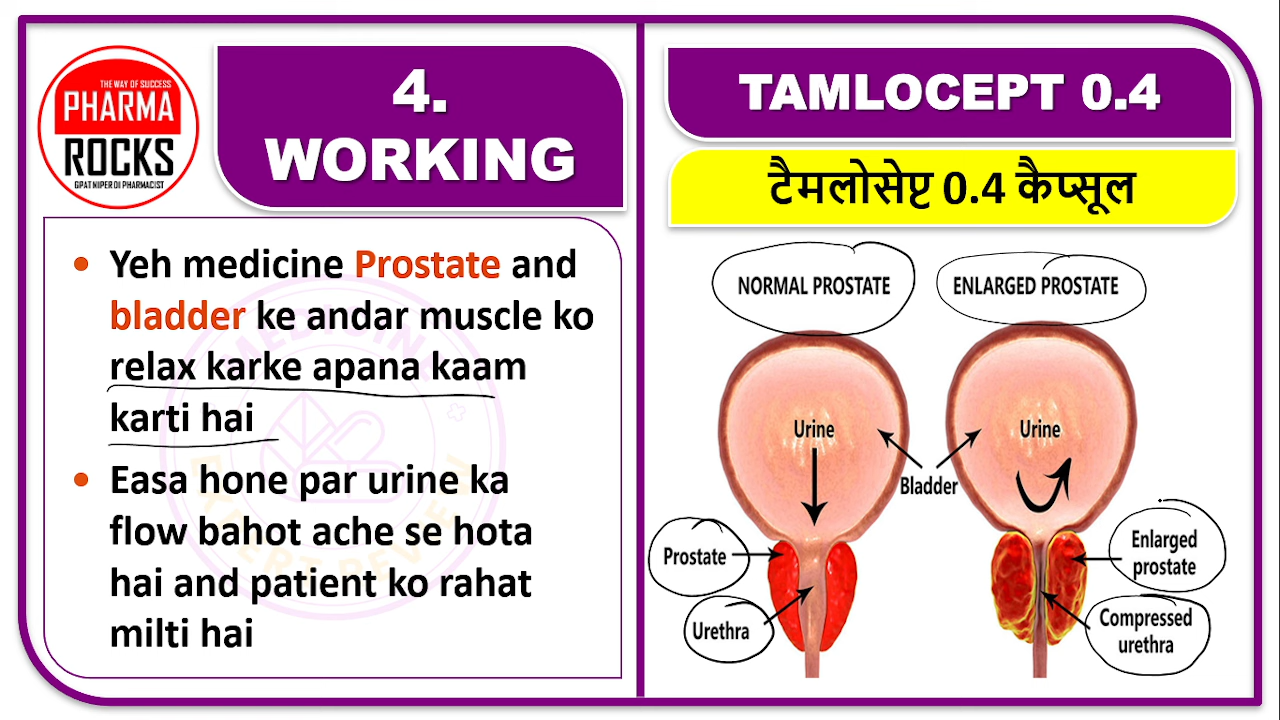 THE WAY OF SUCCESS
PHARMA
ROCKS
GPAT NIPER DI PHARMACIST
4.
WORKING
• Yeh medicine Prostate and
bladder ke andar muscle ko
relax karke apana kaam
karti hai
• Easa hone par urine ka
flow bahot ache se hota
hai and patient ko rahat
milti hai
TAMLOCEPT 0.4
टैमलोसेप्ट 0.4 कैप्सूल
NORMAL PROSTATE
ENLARGED PROSTATE
Urine
Urine
Bladder
Prostate
Urethra
Enlarged
prostate
Compressed
urethra